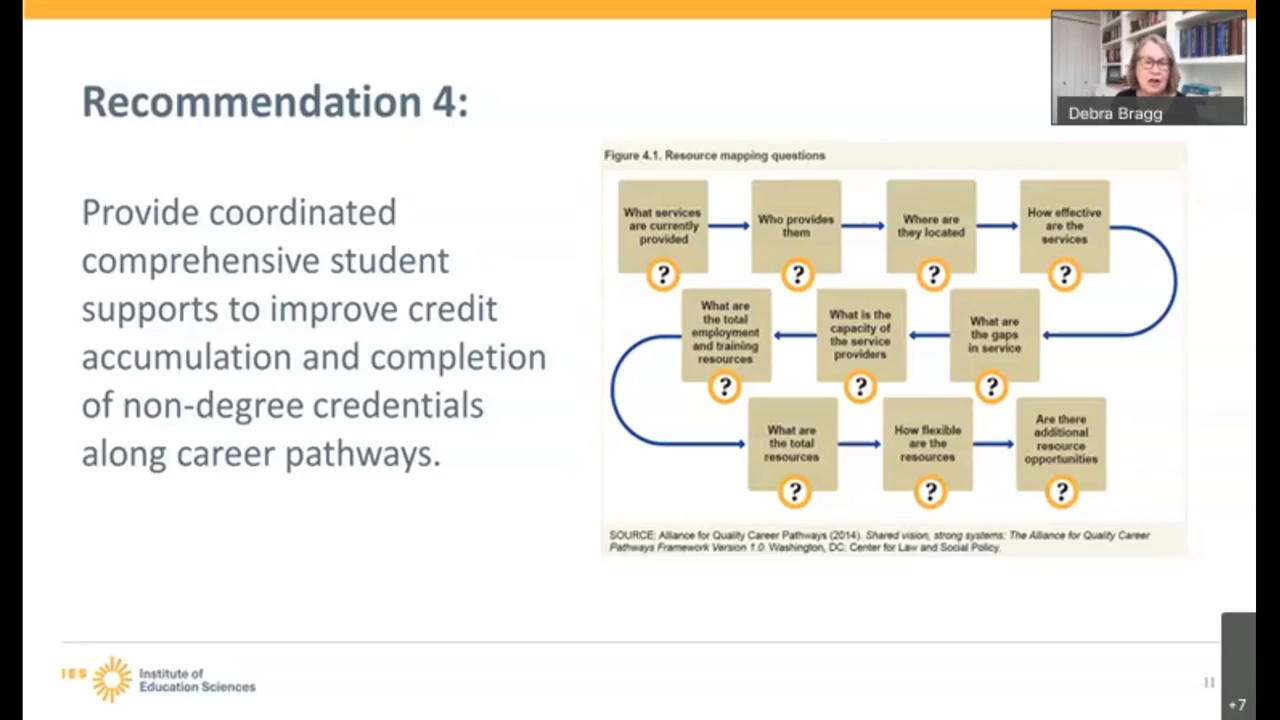 Debra Bragg
Recommendation 4:
Provide coordinated
comprehensive student
supports to improve credit
accumulation and completion
of non-degree credentials
along career pathways.
Figure 4.1. Resource mapping questions
What services
are currently
provided
?
Who provides
them
?
Where are
they located
?
How effective
are the
services
?
What are
the gaps
in service
?
What is the
capacity of
the service
providers
?
What are
the total
employment
and training
resources
?
What are
the total
resources
?
How flexible
are the
resources
?
Are there
additional
resource
opportunities
?
SOURCE: Alliance for Quality Career Pathways (2014). Shared vision, strong systems: The Alliance for Quality Career
Pathways Framework Version 1.0. Washington, DC: Center for Law and Social Policy.
IES
Institute of
Education Sciences
11
+7